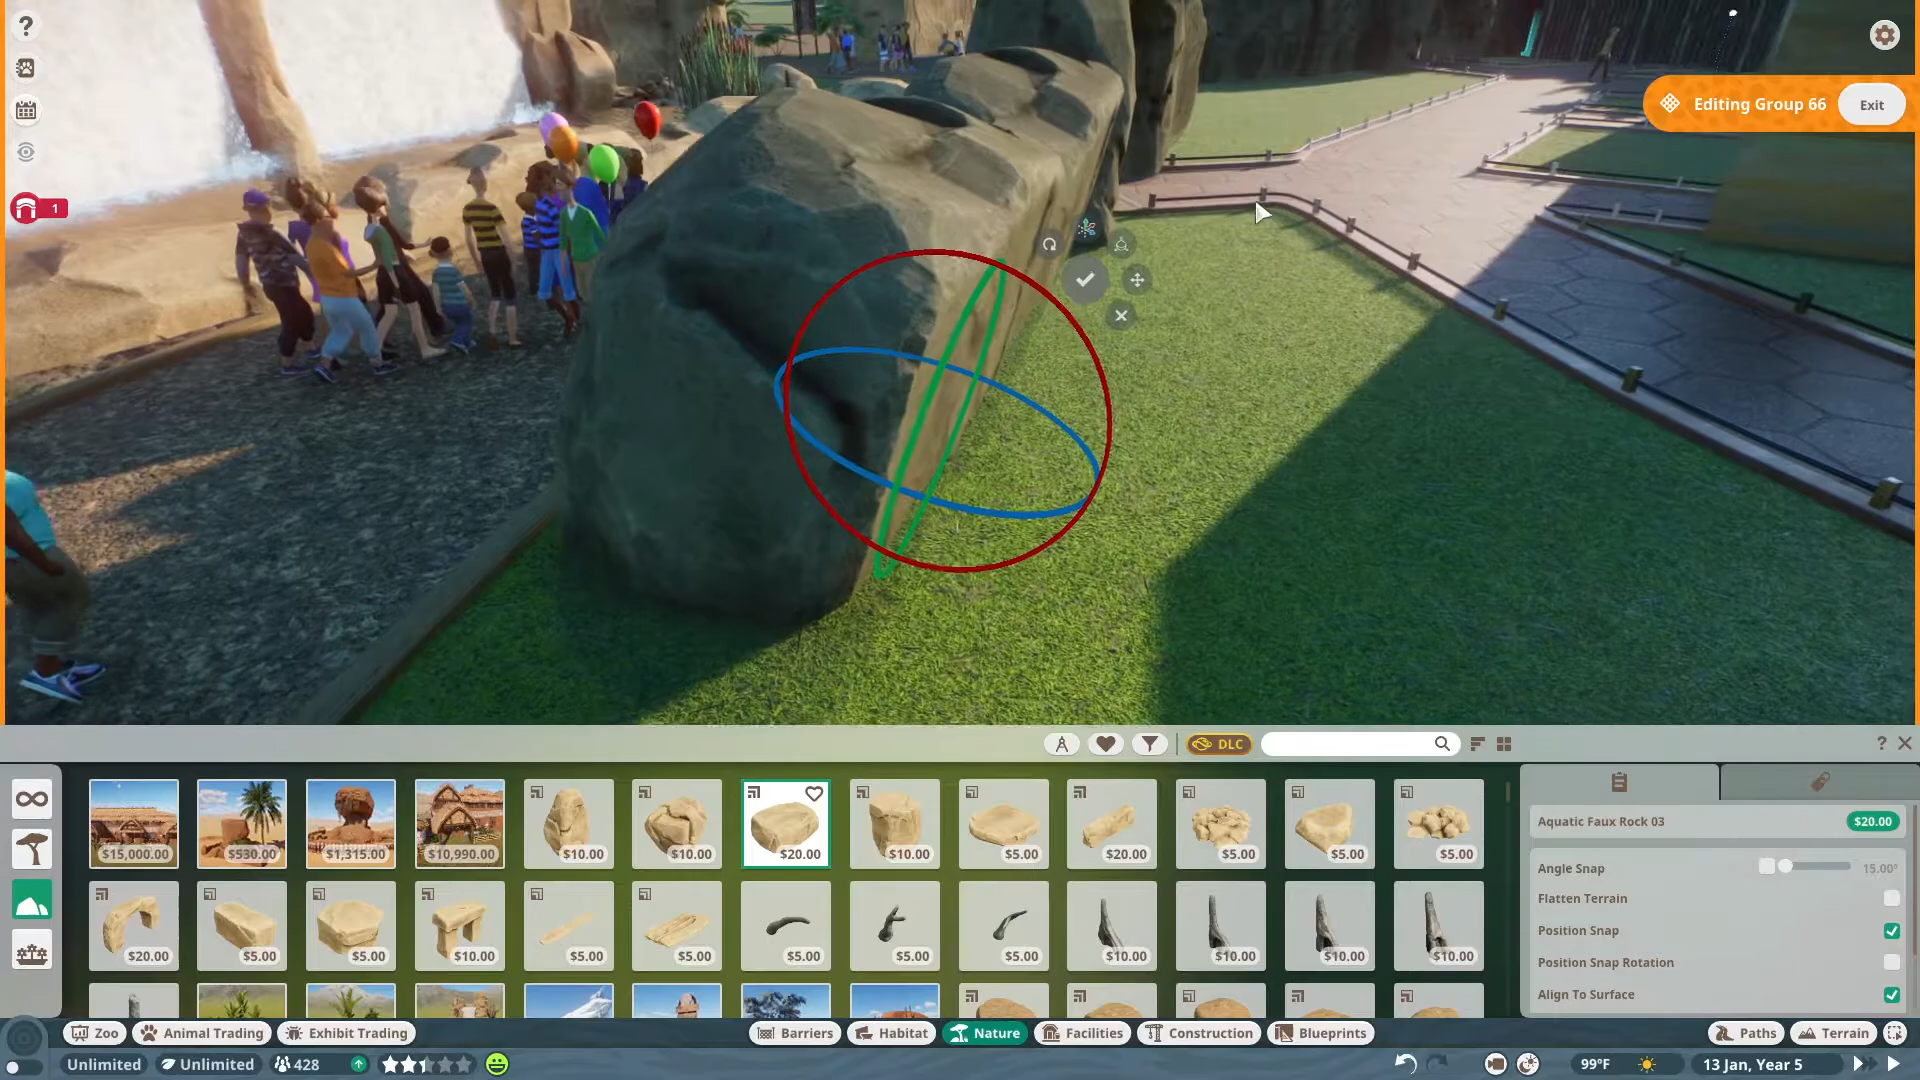 ?
Editing Group 66
Exit
1
DLC
?
$15,000.00
$530.00
$1,315.00
$10,990.00
$10.00
$10.00
$20.00
$10.00
$5.00
$20.00
$5.00
$5.00
$5.00
$20.00
$5.00
$5.00
$10.00
$5.00
$5.00
$5.00
$5.00
$5.00
$10.00
$10.00
$10.00
$10.00
Aquatic Faux Rock 03
$20.00
Angle Snap
15.00°
Flatten Terrain
Position Snap
Position Snap Rotation
Align To Surface
Zoo
Animal Trading
Exhibit Trading
Barriers
Habitat
Nature
Facilities
Construction
Blueprints
Paths
Terrain
Unlimited
Unlimited
428
99°F
13 Jan, Year 5